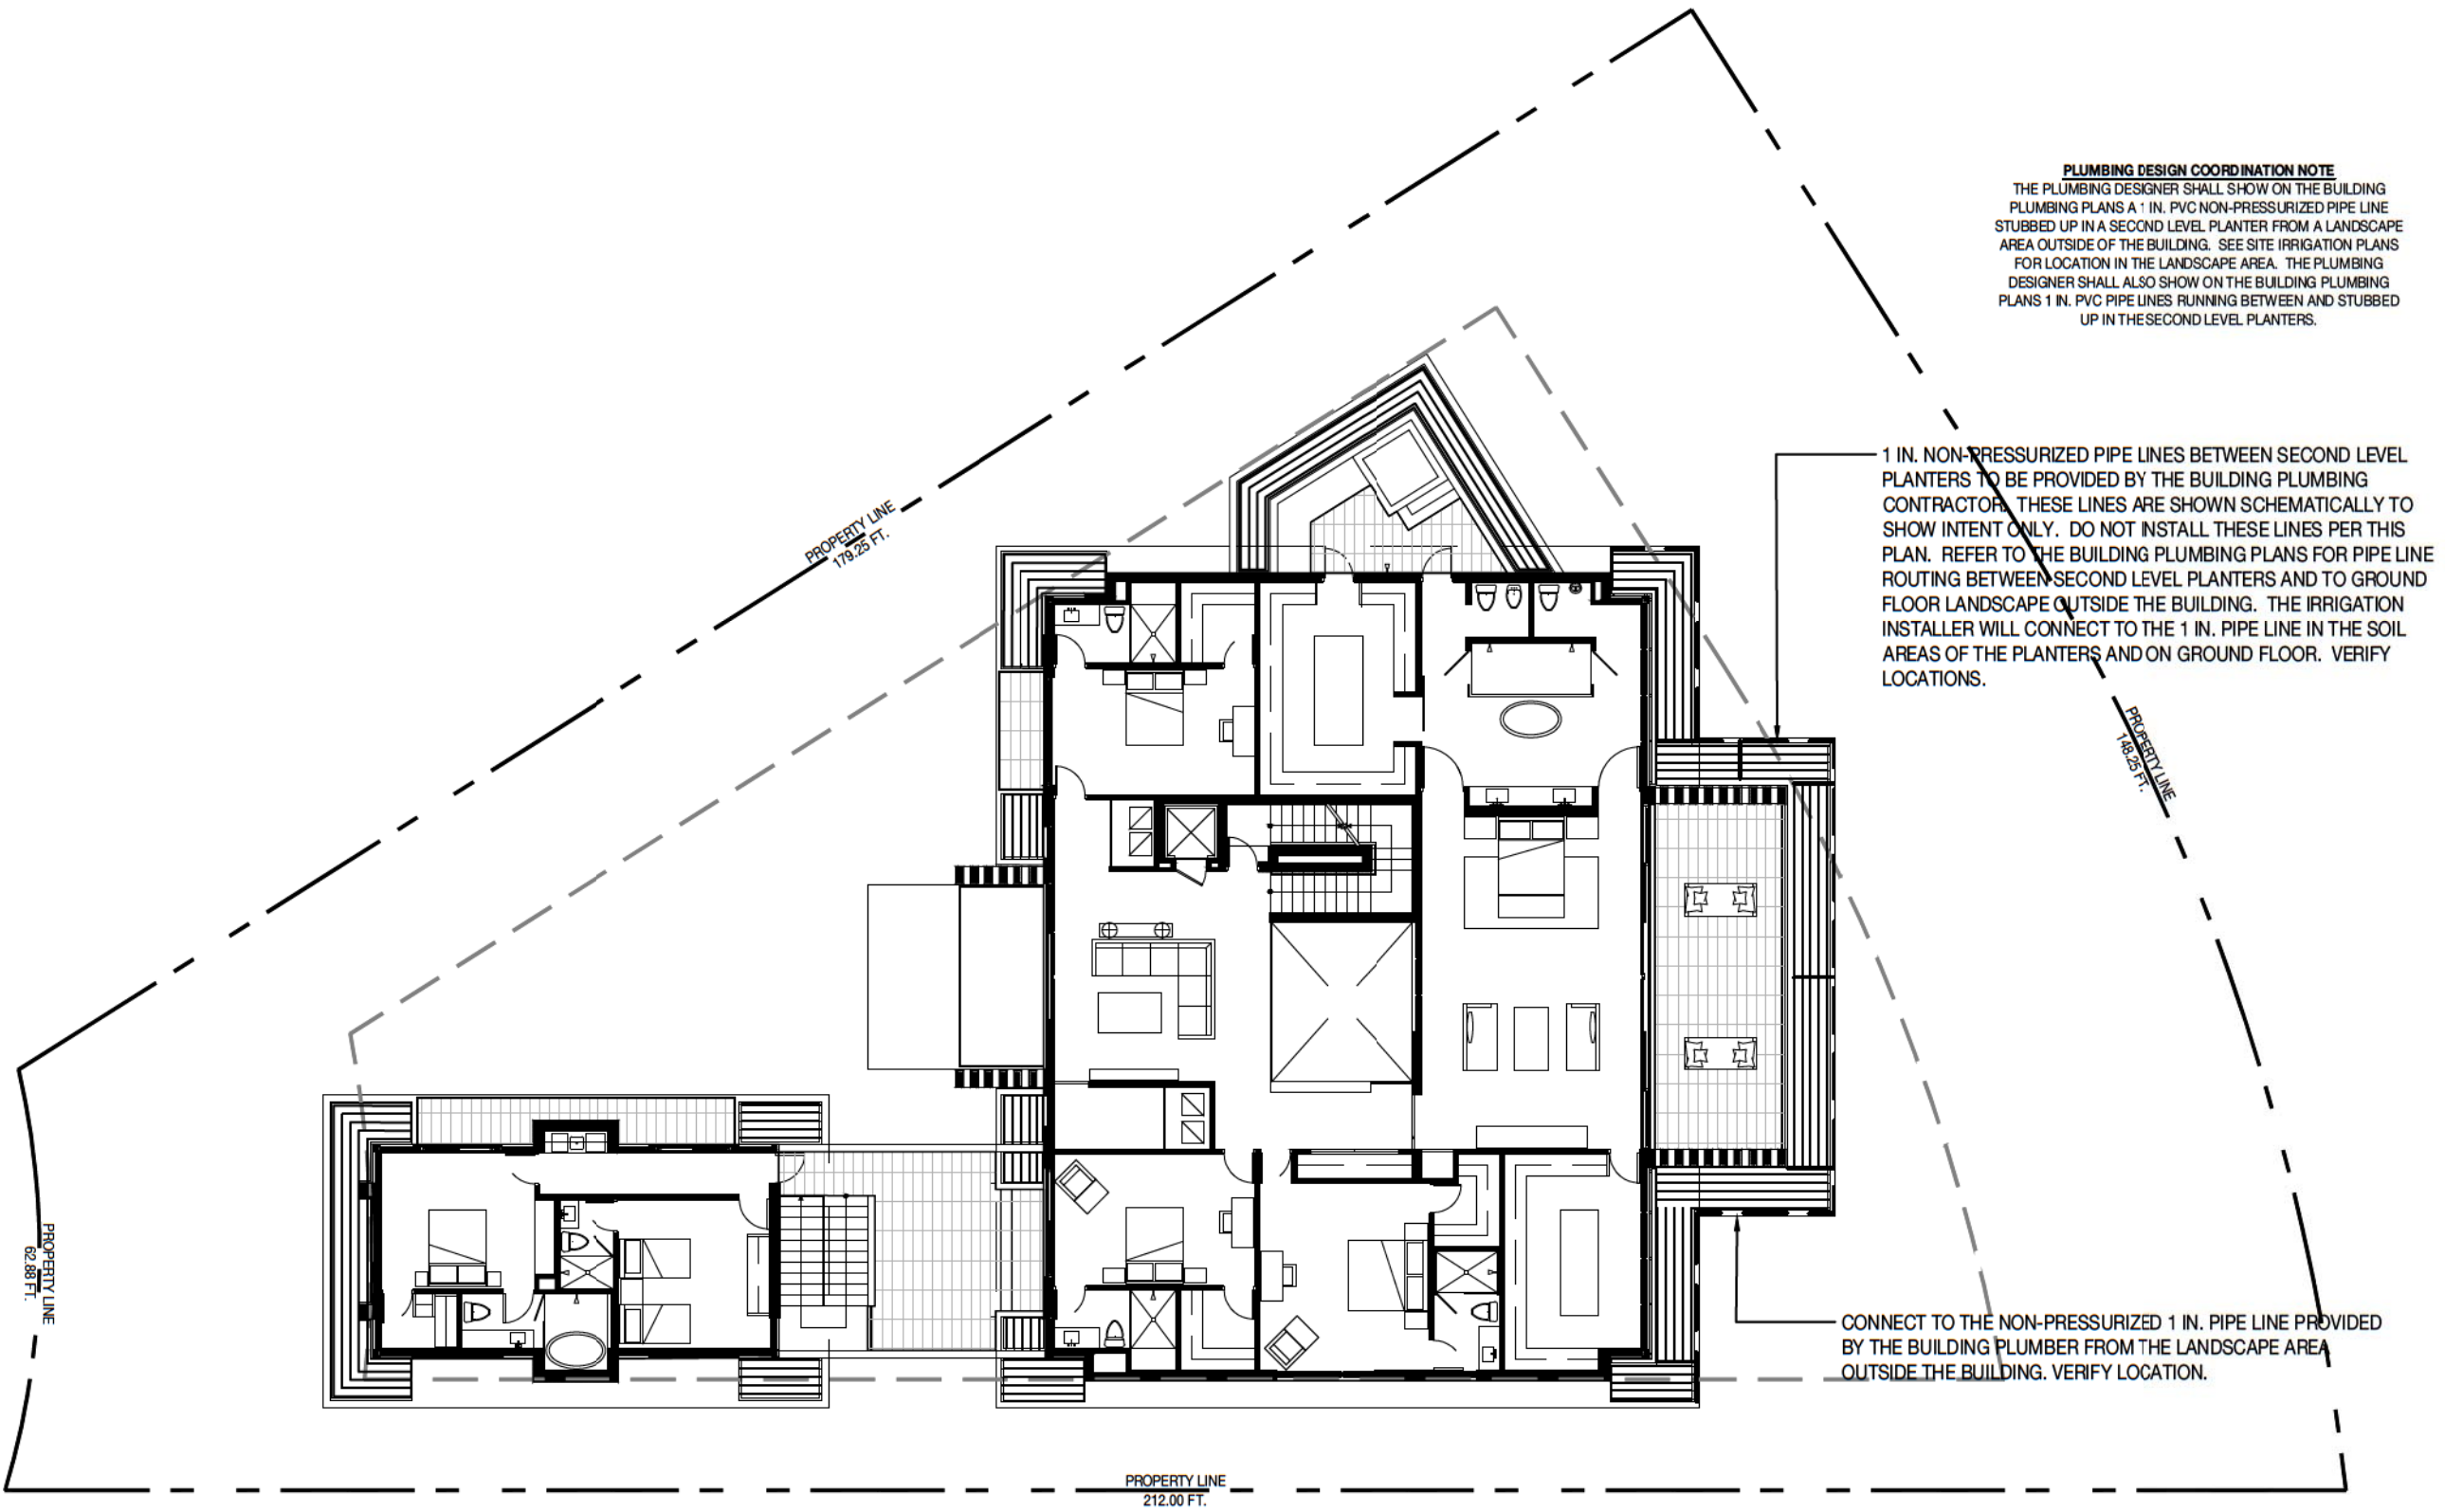 PLUMBING DESIGN COORDINATION NOTE
THE PLUMBING DESIGNER SHALL SHOW ON THE BUILDING
PLUMBING PLANS A 1 IN. PVC NON-PRESSURIZED PIPE LINE
STUBBED UP IN A SECOND LEVEL PLANTER FROM A LANDSCAPE
AREA OUTSIDE OF THE BUILDING. SEE SITE IRRIGATION PLANS
FOR LOCATION IN THE LANDSCAPE AREA. THE PLUMBING
DESIGNER SHALL ALSO SHOW ON THE BUILDING PLUMBING
PLANS 1 IN. PVC PIPE LINES RUNNING BETWEEN AND STUBBED
UP IN THE SECOND LEVEL PLANTERS.
1 IN. NON-PRESSURIZED PIPE LINES BETWEEN SECOND LEVEL
PLANTERS TO BE PROVIDED BY THE BUILDING PLUMBING
CONTRACTOR. THESE LINES ARE SHOWN SCHEMATICALLY TO
SHOW INTENT ONLY. DO NOT INSTALL THESE LINES PER THIS
PLAN. REFER TO THE BUILDING PLUMBING PLANS FOR PIPE LINE
ROUTING BETWEEN SECOND LEVEL PLANTERS AND TO GROUND
FLOOR LANDSCAPE OUTSIDE THE BUILDING. THE IRRIGATION
INSTALLER WILL CONNECT TO THE 1 IN. PIPE LINE IN THE SOIL
AREAS OF THE PLANTERS AND ON GROUND FLOOR. VERIFY
LOCATIONS.
PROPERTY LINE
179.25 FT.
PROPERTY LINE
148.25 FT.
PROPERTY LINE
62.88 FT.
CONNECT TO THE NON-PRESSURIZED 1 IN. PIPE LINE PROVIDED
BY THE BUILDING PLUMBER FROM THE LANDSCAPE AREA
OUTSIDE THE BUILDING. VERIFY LOCATION.
PROPERTY LINE
212.00 FT.